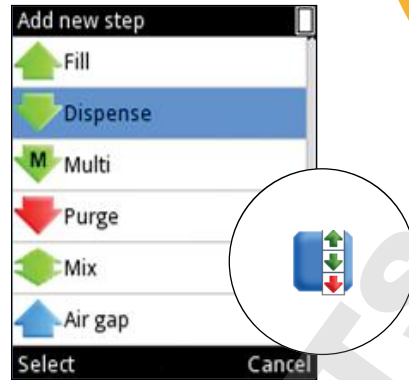 Add new step
Fill
Dispense
M Multi
Purge
Mix
Air gap
Select Cancel